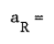 a_R =